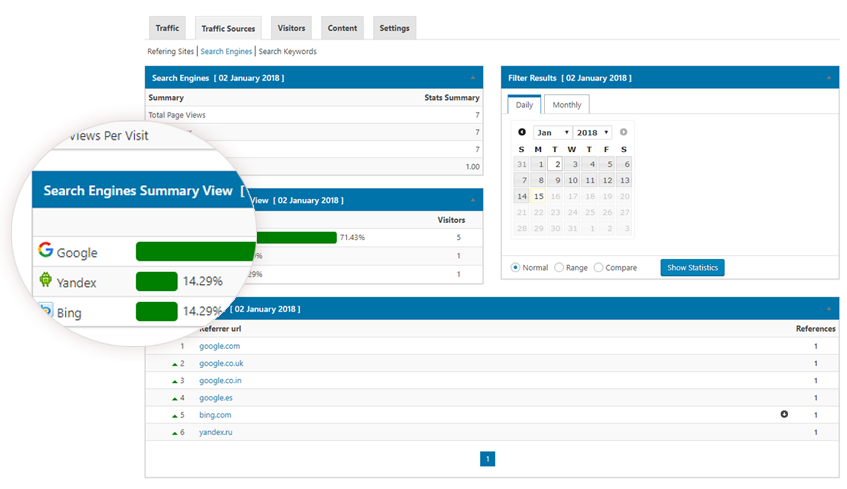 Traffic Traffic Sources Visitors Content Settings
Refering Sites | Search Engines | Search Keywords
Search Engines [ 02 January 2018 ]
Summary Stats Summary
Total Page Views 7
7
7
1.00
Views Per Visit
Search Engines Summary View [
View [ 02 January 2018 ]
Visitors
Google
71.43% 5
Yandex 14.29%
1
Bing 14.29%
1
Filter Results [ 02 January 2018 ]
Daily Monthly
Jan 2018
S M T W T F S
31 1 2 3 4 5 6
7 8 9 10 11 12 13
14 15 16 17 18 19 20
21 22 23 24 25 26 27
28 29 30 31 1 2 3
Normal Range Compare Show Statistics
[ 02 January 2018 ]
Referrer url References
1 google.com 1
2 google.co.uk 1
3 google.co.in 1
4 google.es 1
5 bing.com 1
6 yandex.ru 1
1